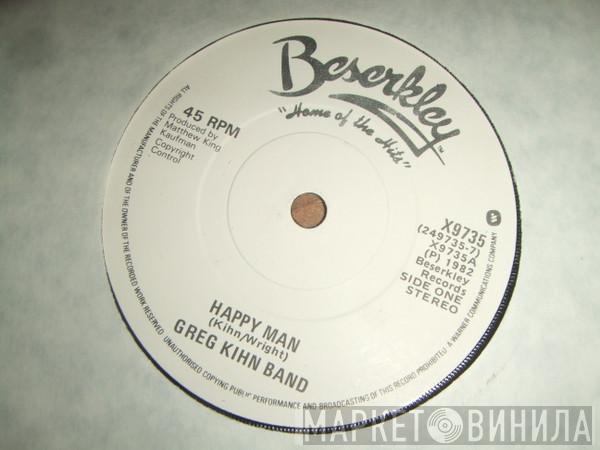 Beserkley™
"Home of the Hits"
45 RPM
Produced by
Matthew King
Kaufman
Copyright
Control
X9735
(249735-7)
X9735A
(P) 1982
Beserkley
Records
SIDE ONE
STEREO
HAPPY MAN
(Kihn/Wright)
GREG KIHN BAND
ALL RIGHTS OF THE MANUFACTURER AND OF THE OWNER OF THE RECORDED WORK RESERVED UNAUTHORISED COPYING PUBLIC PERFORMANCE AND BROADCASTING OF THIS RECORD PROHIBITED A WARNER COMMUNICATIONS COMPANY
МАРКЕТ ВИНИЛА